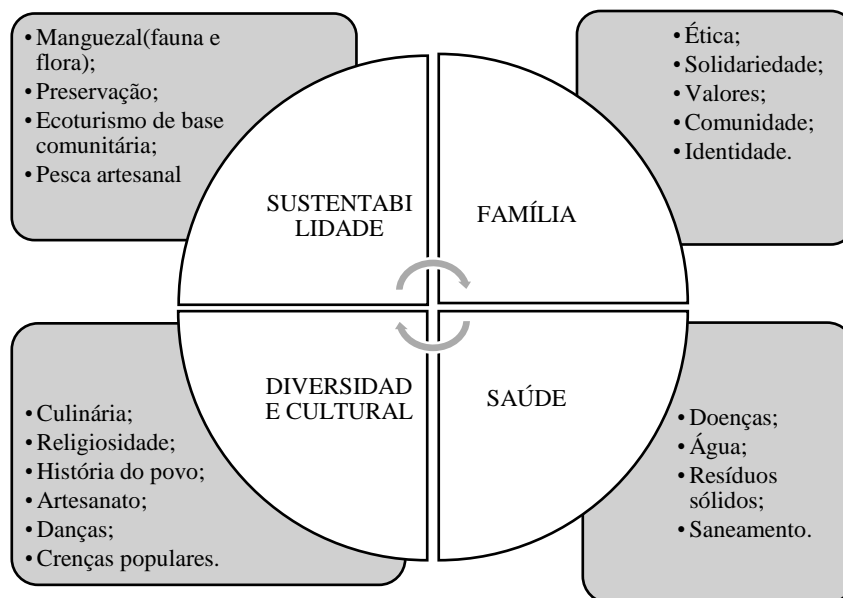 • Manguezal(fauna e
flora);
• Preservação;
• Ecoturismo de base
comunitária;
• Pesca artesanal
• Ética;
• Solidariedade;
• Valores;
• Comunidade;
• Identidade.
SUSTENTABI
LIDADE
FAMÍLIA
DIVERSIDAD
E CULTURAL
SAÚDE
• Culinária;
• Religiosidade;
• História do povo;
• Artesanato;
• Danças;
• Crenças populares.
• Doenças;
• Água;
• Resíduos
sólidos;
• Saneamento.